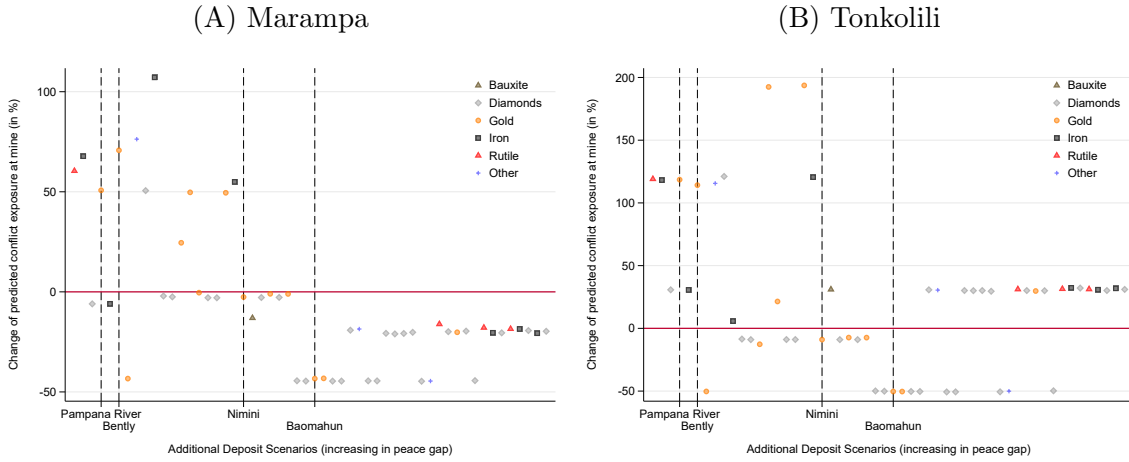 (A) Marampa
Change of predicted conflict exposure at mine (in %)
100
50
0
-50
Bauxite
Diamonds
Gold
Iron
Rutile
Other
Pampana River
Bently
Nimini
Baomahun
Additional Deposit Scenarios (increasing in peace gap)
(B) Tonkolili
Change of predicted conflict exposure at mine (in %)
200
150
100
50
0
-50
Bauxite
Diamonds
Gold
Iron
Rutile
Other
Pampana River
Bently
Nimini
Baomahun
Additional Deposit Scenarios (increasing in peace gap)